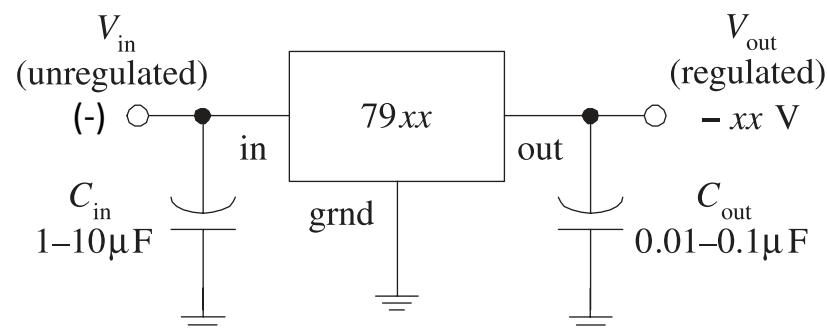 V_in
(unregulated)
(-)
in
79xx
grnd
out
V_out
(regulated)
– xx V
C_in
1–10µF
C_out
0.01–0.1µF